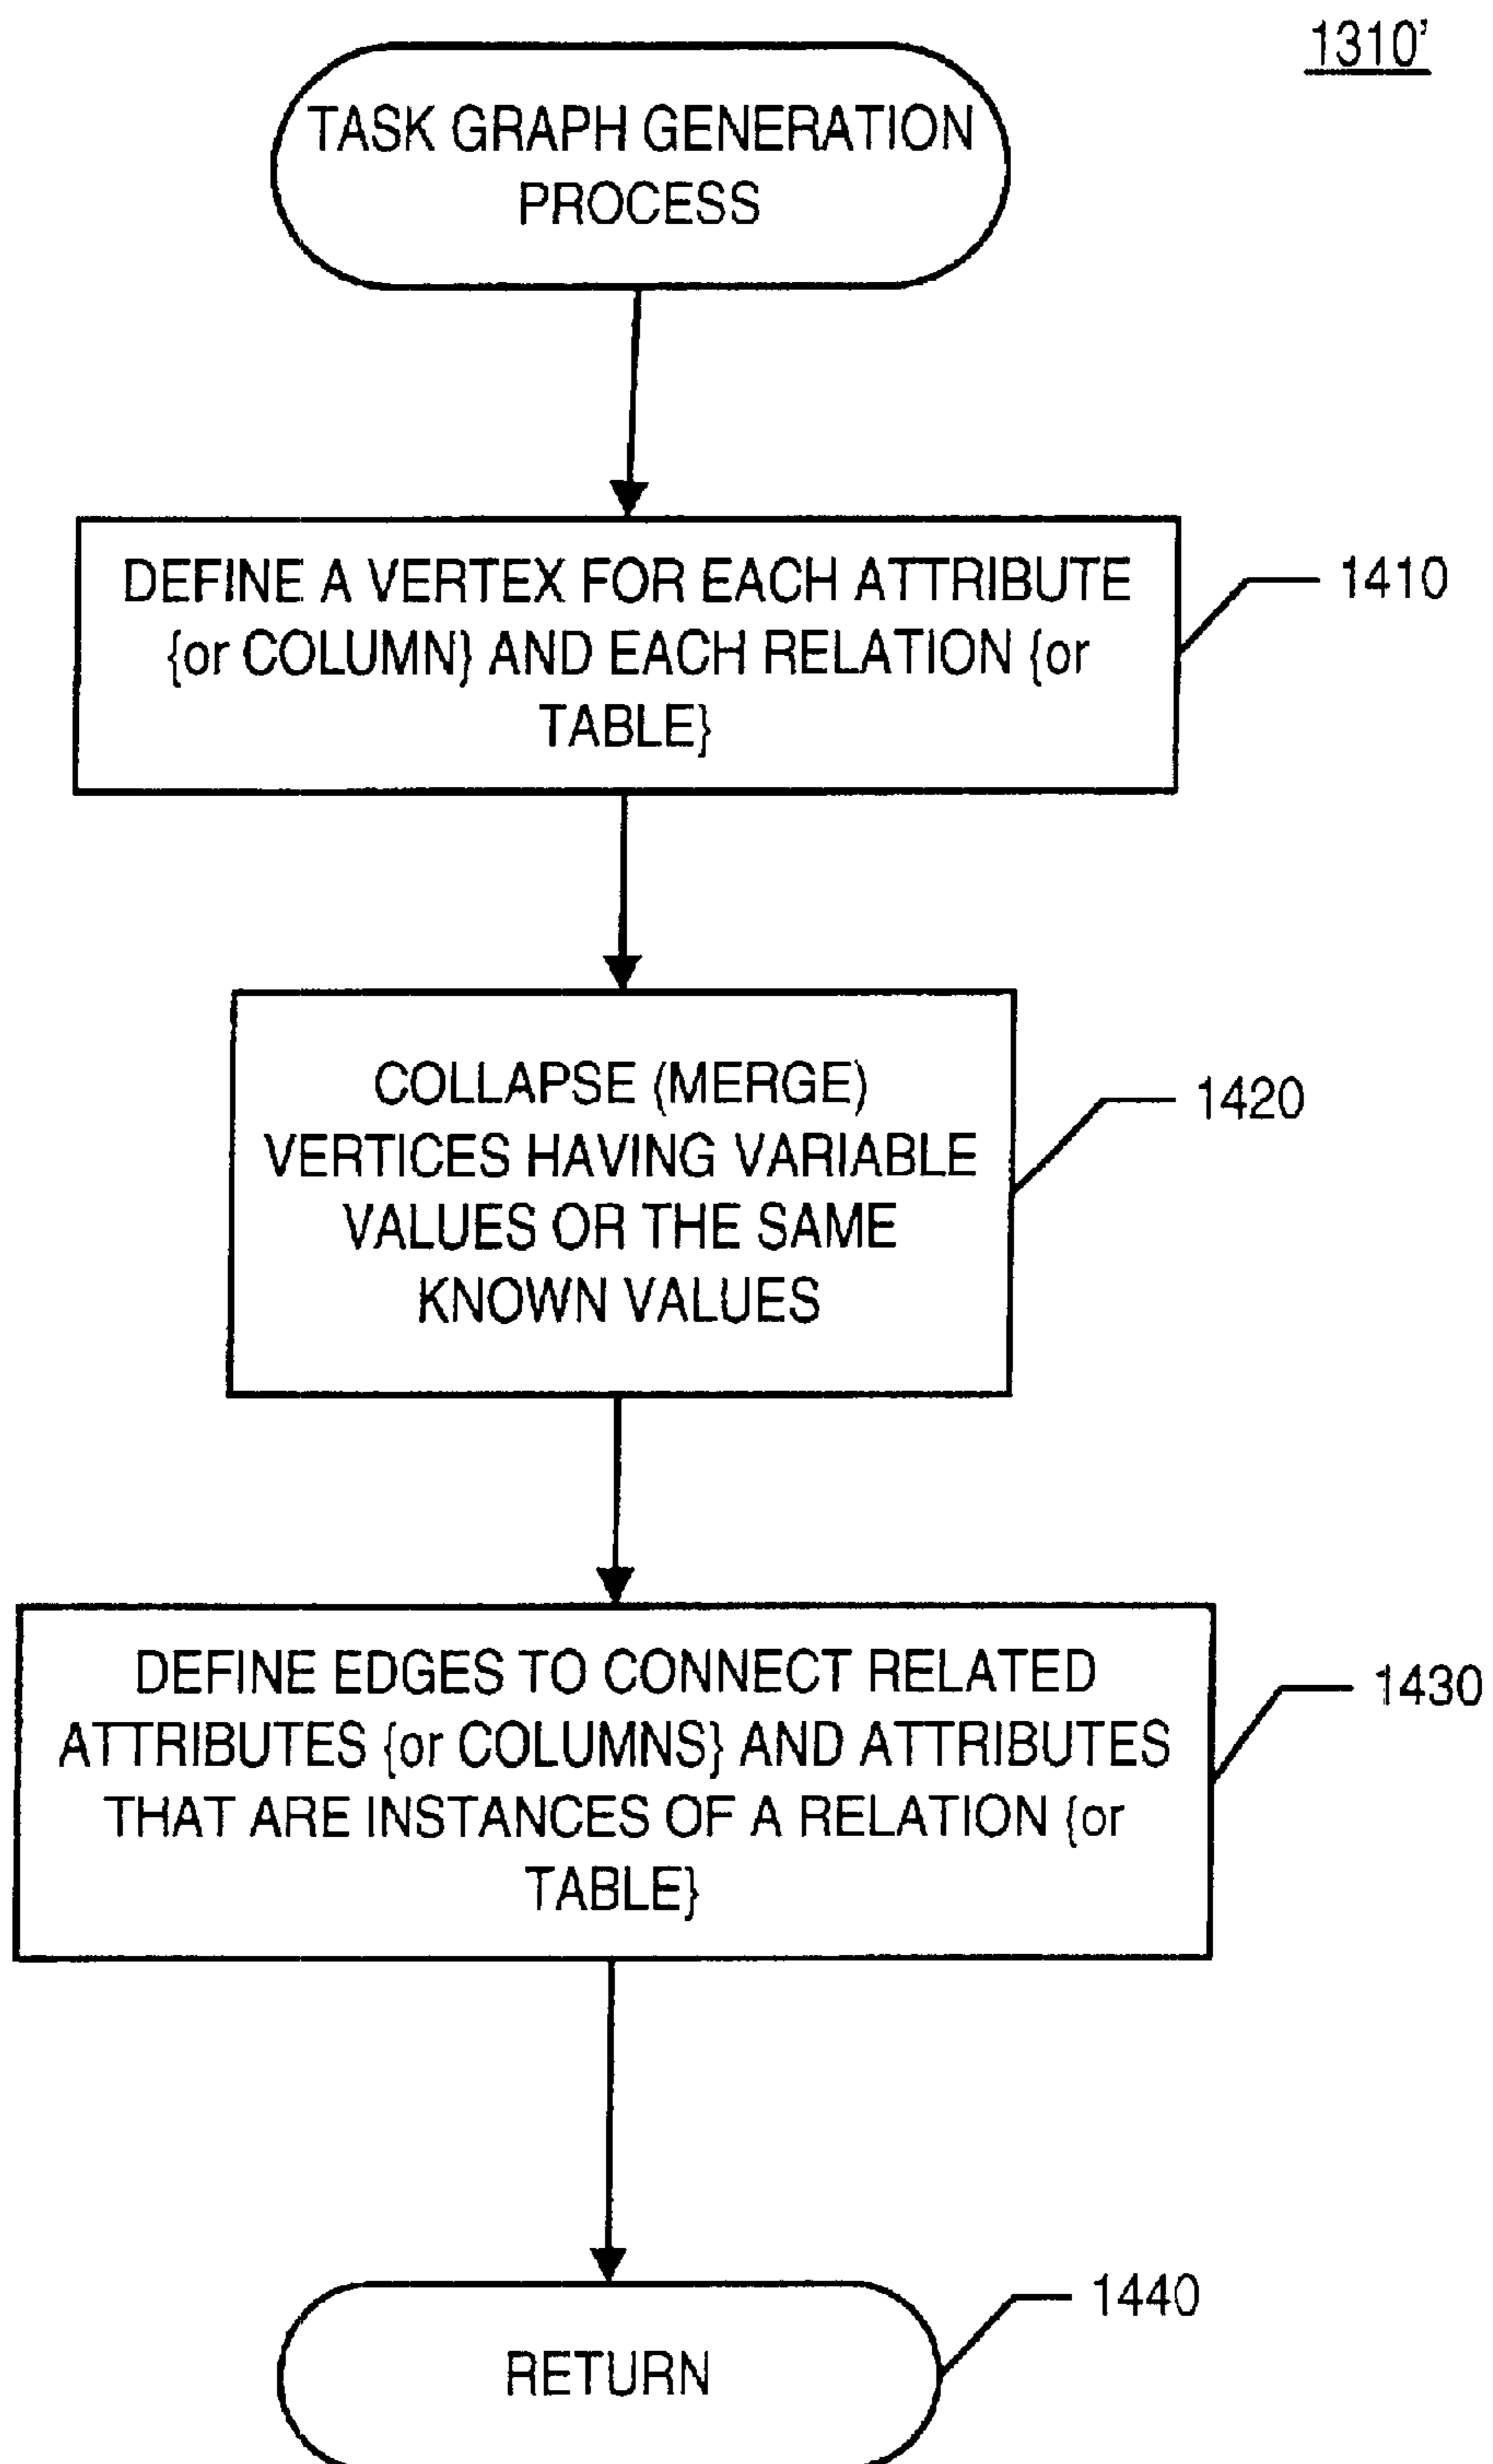 1310’
TASK GRAPH GENERATION
PROCESS
DEFINE A VERTEX FOR EACH ATTRIBUTE
{or COLUMN} AND EACH RELATION {or
TABLE}
1410
COLLAPSE (MERGE)
VERTICES HAVING VARIABLE
VALUES OR THE SAME
KNOWN VALUES
1420
DEFINE EDGES TO CONNECT RELATED
ATTRIBUTES {or COLUMNS} AND ATTRIBUTES
THAT ARE INSTANCES OF A RELATION {or
TABLE}
1430
RETURN
1440